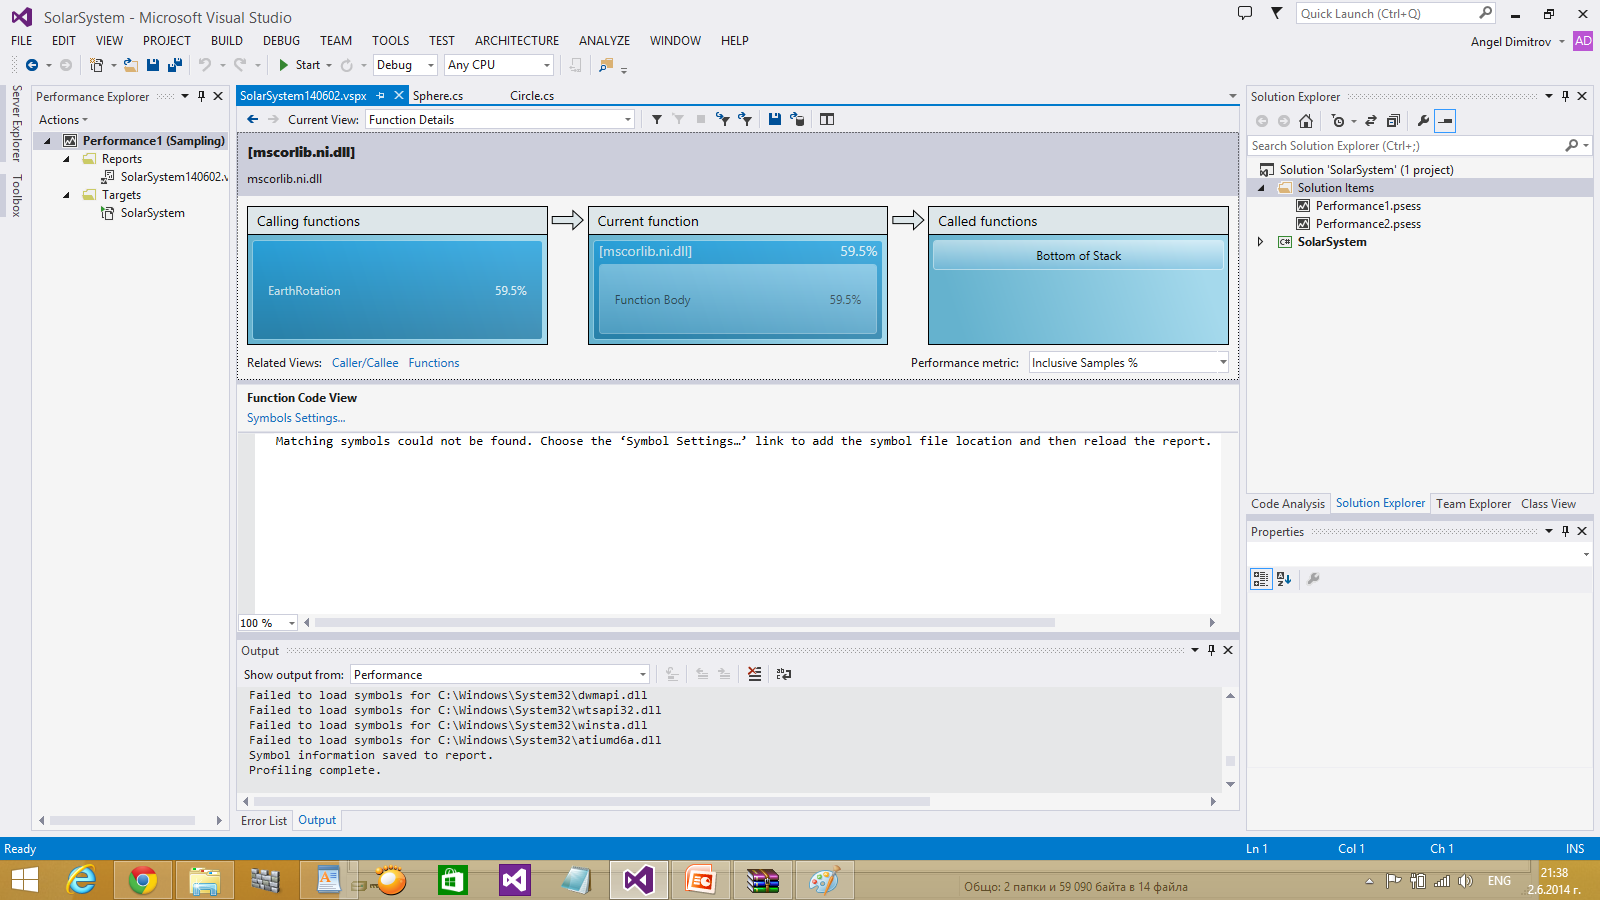 SolarSystem - Microsoft Visual Studio
Quick Launch (Ctrl+Q)
FILE EDIT VIEW PROJECT BUILD DEBUG TEAM TOOLS TEST ARCHITECTURE ANALYZE WINDOW HELP
Angel Dimitrov AD
Start Debug Any CPU
Server Explorer
Toolbox
Performance Explorer
Actions
Performance1 (Sampling)
Reports
SolarSystem140602.v
Targets
SolarSystem
SolarSystem140602.vspx Sphere.cs Circle.cs
Current View: Function Details
[mscorlib.ni.dll]
mscorlib.ni.dll
Calling functions Current function Called functions
EarthRotation 59.5%
[mscorlib.ni.dll] 59.5%
Function Body 59.5%
Bottom of Stack
Related Views: Caller/Callee Functions
Performance metric: Inclusive Samples %
Function Code View
Symbols Settings...
Matching symbols could not be found. Choose the ‘Symbol Settings…’ link to add the symbol file location and then reload the report.
100 %
Output
Show output from: Performance
Failed to load symbols for C:\Windows\System32\dwmapi.dll
Failed to load symbols for C:\Windows\System32\wtsapi32.dll
Failed to load symbols for C:\Windows\System32\winsta.dll
Failed to load symbols for C:\Windows\System32\atiumd6a.dll
Symbol information saved to report.
Profiling complete.
Error List Output
Solution Explorer
Search Solution Explorer (Ctrl+;)
Solution 'SolarSystem' (1 project)
Solution Items
Performance1.psess
Performance2.psess
C# SolarSystem
Code Analysis Solution Explorer Team Explorer Class View
Properties
Ready Ln 1 Col 1 Ch 1 INS
Общо: 2 папки и 59 090 байта в 14 файла
ENG
21:38
2.6.2014 г.